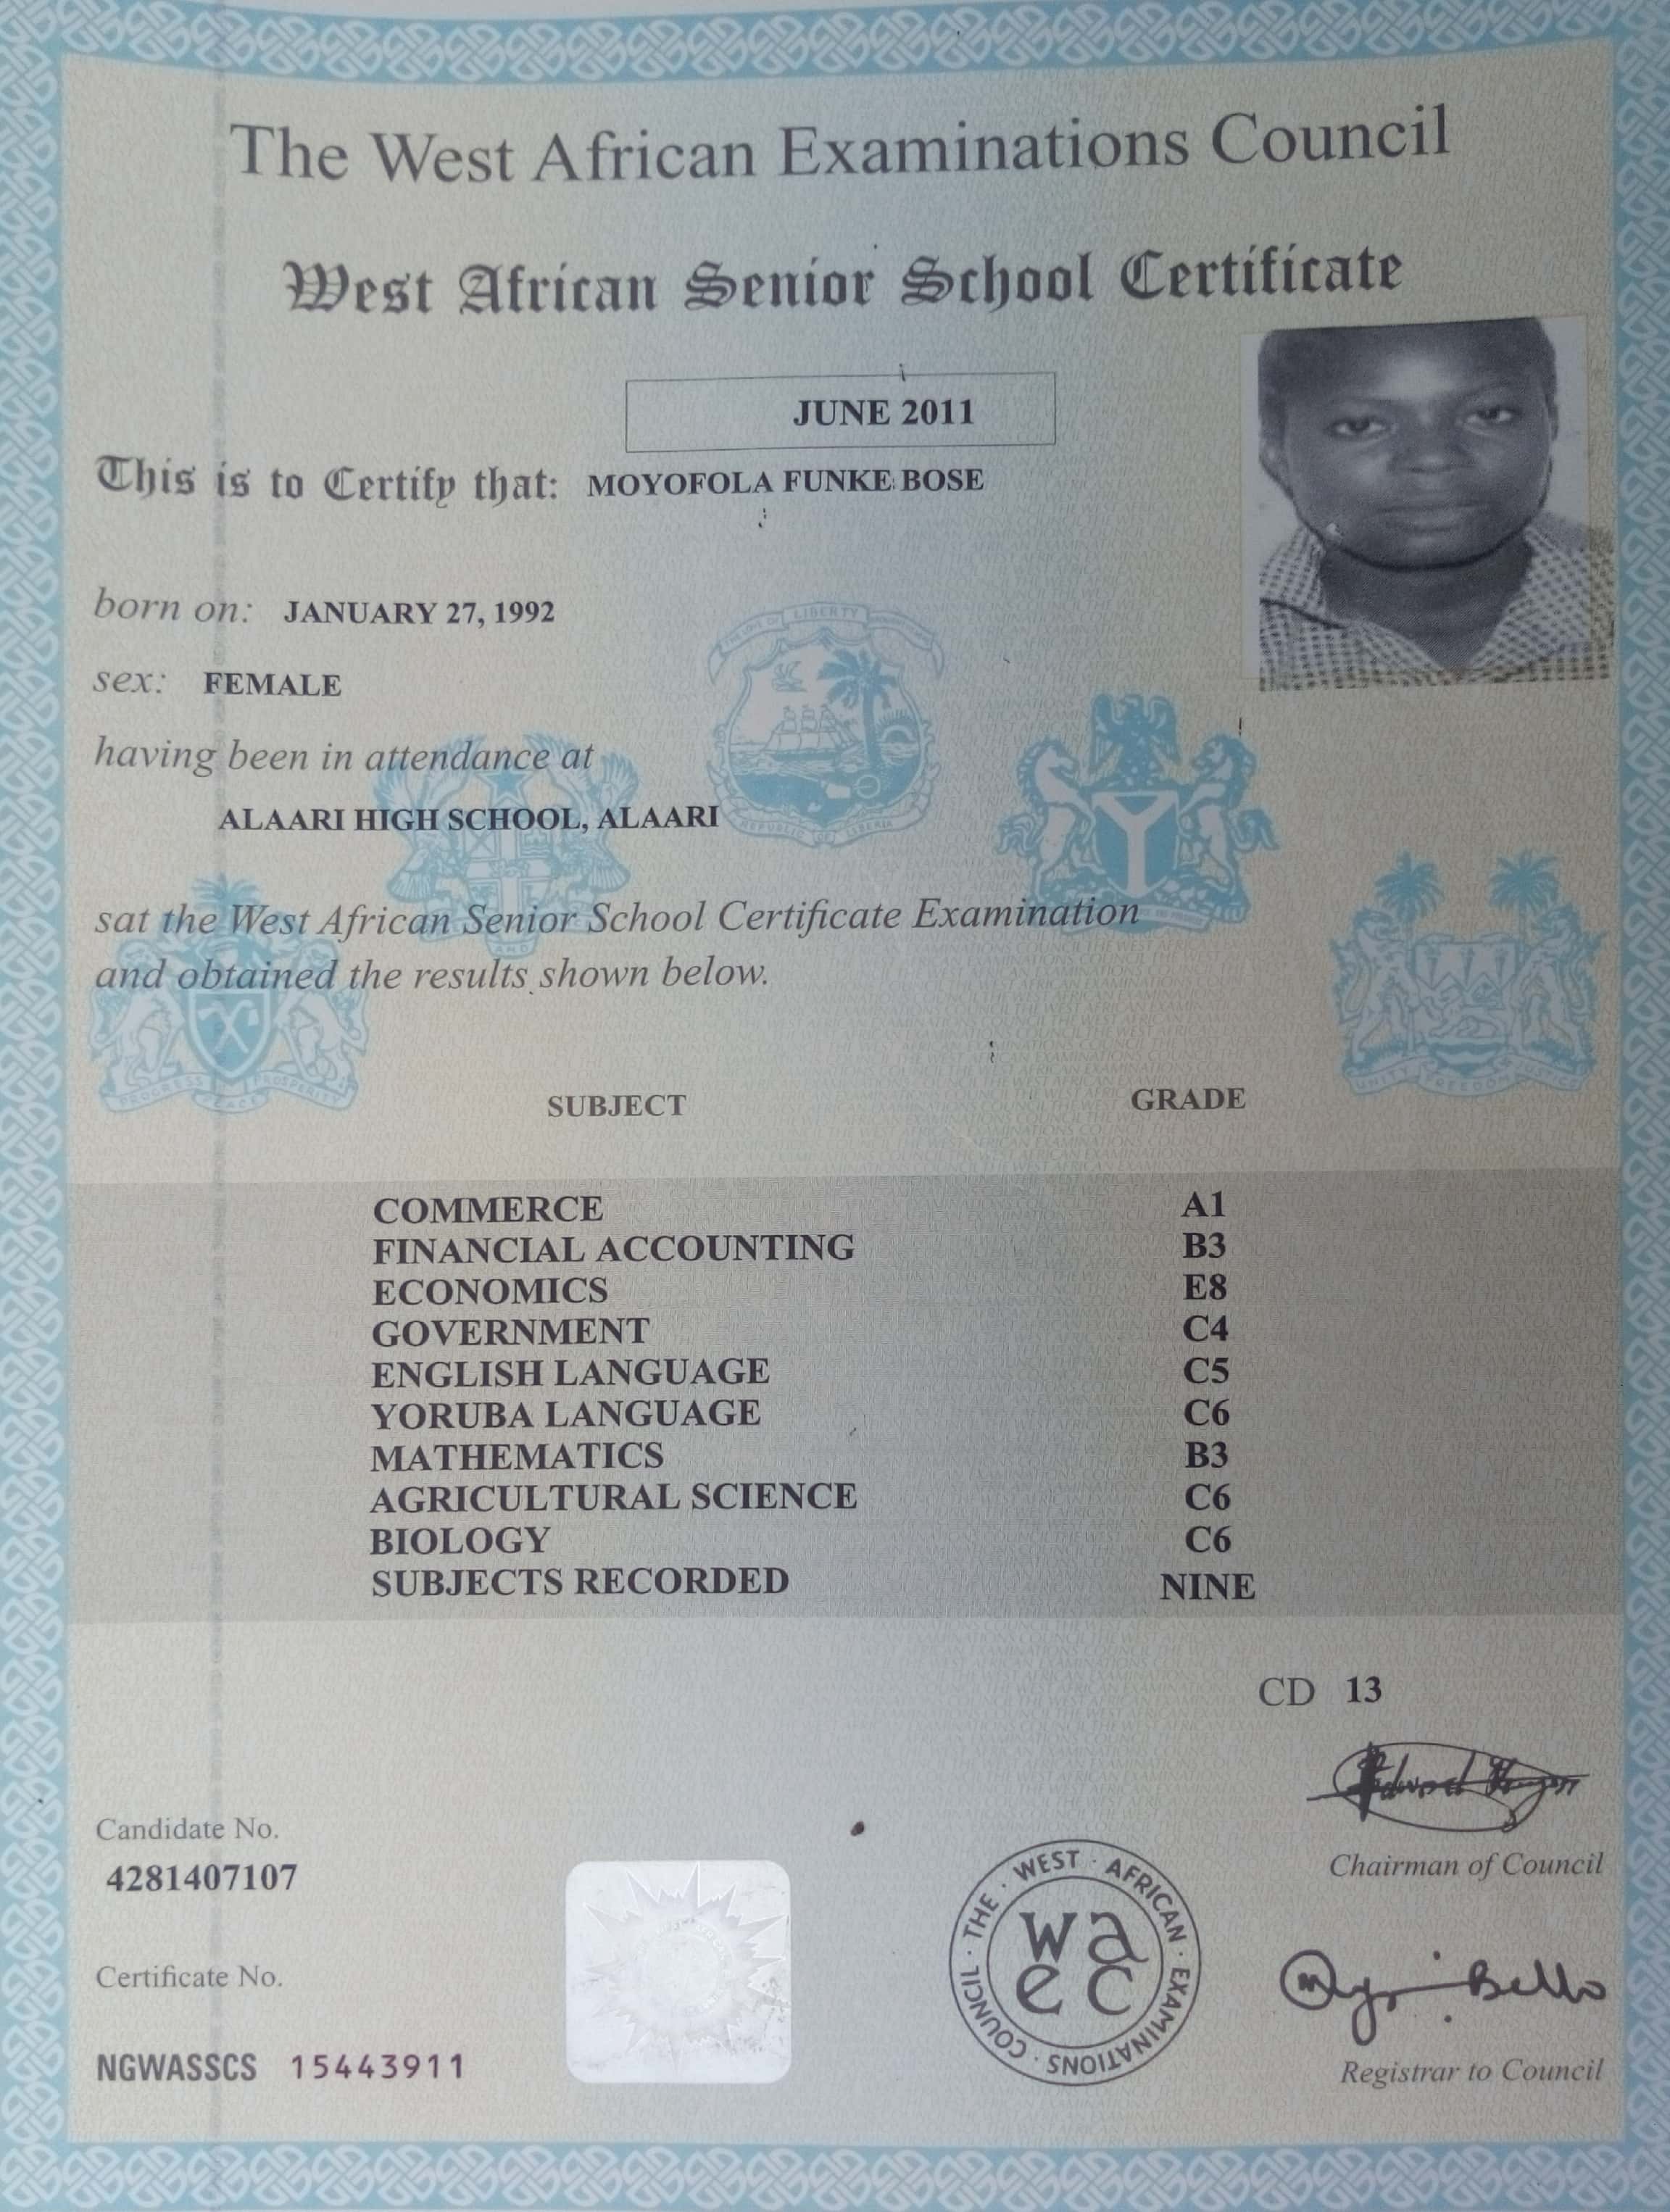 The West African Examinations Council
West African Senior School Certificate
JUNE 2011
This is to Certify that: MOYOFOLA FUNKE BOSE
born on: JANUARY 27, 1992
sex: FEMALE
having been in attendance at
ALAARI HIGH SCHOOL, ALAARI
sat the West African Senior School Certificate Examination
and obtained the results shown below.
SUBJECT GRADE
COMMERCE A1
FINANCIAL ACCOUNTING B3
ECONOMICS E8
GOVERNMENT C4
ENGLISH LANGUAGE C5
YORUBA LANGUAGE C6
MATHEMATICS B3
AGRICULTURAL SCIENCE C6
BIOLOGY C6
SUBJECTS RECORDED NINE
CD 13
Chairman of Council
Candidate No.
4281407107
Certificate No.
NGWASSCS 15443911
THE · WEST · AFRICAN · EXAMINATIONS · COUNCIL
waec
Bello
Registrar to Council